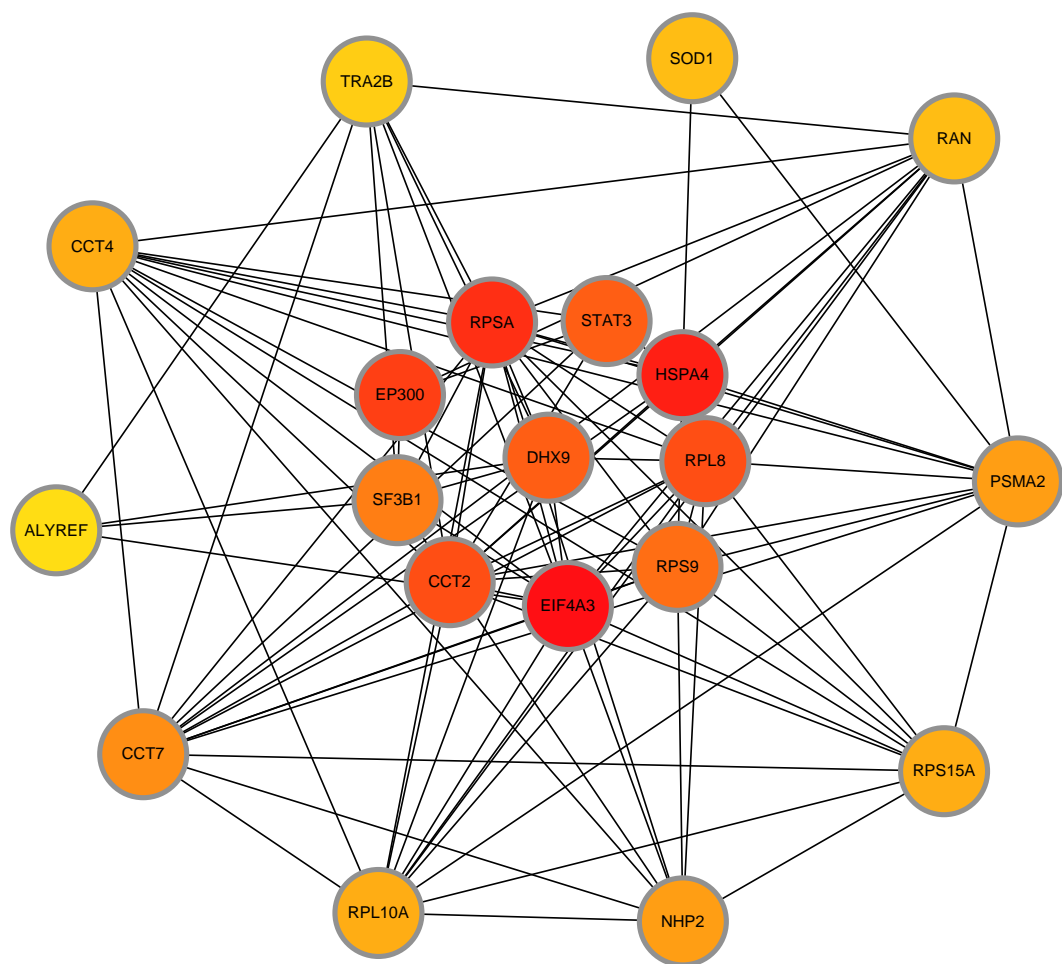 SOD1
TRA2B
RAN
CCT4
RPSA
STAT3
HSPA4
EP300
DHX9
RPL8
PSMA2
SF3B1
ALYREF
RPS9
CCT2
EIF4A3
CCT7
RPS15A
RPL10A
NHP2